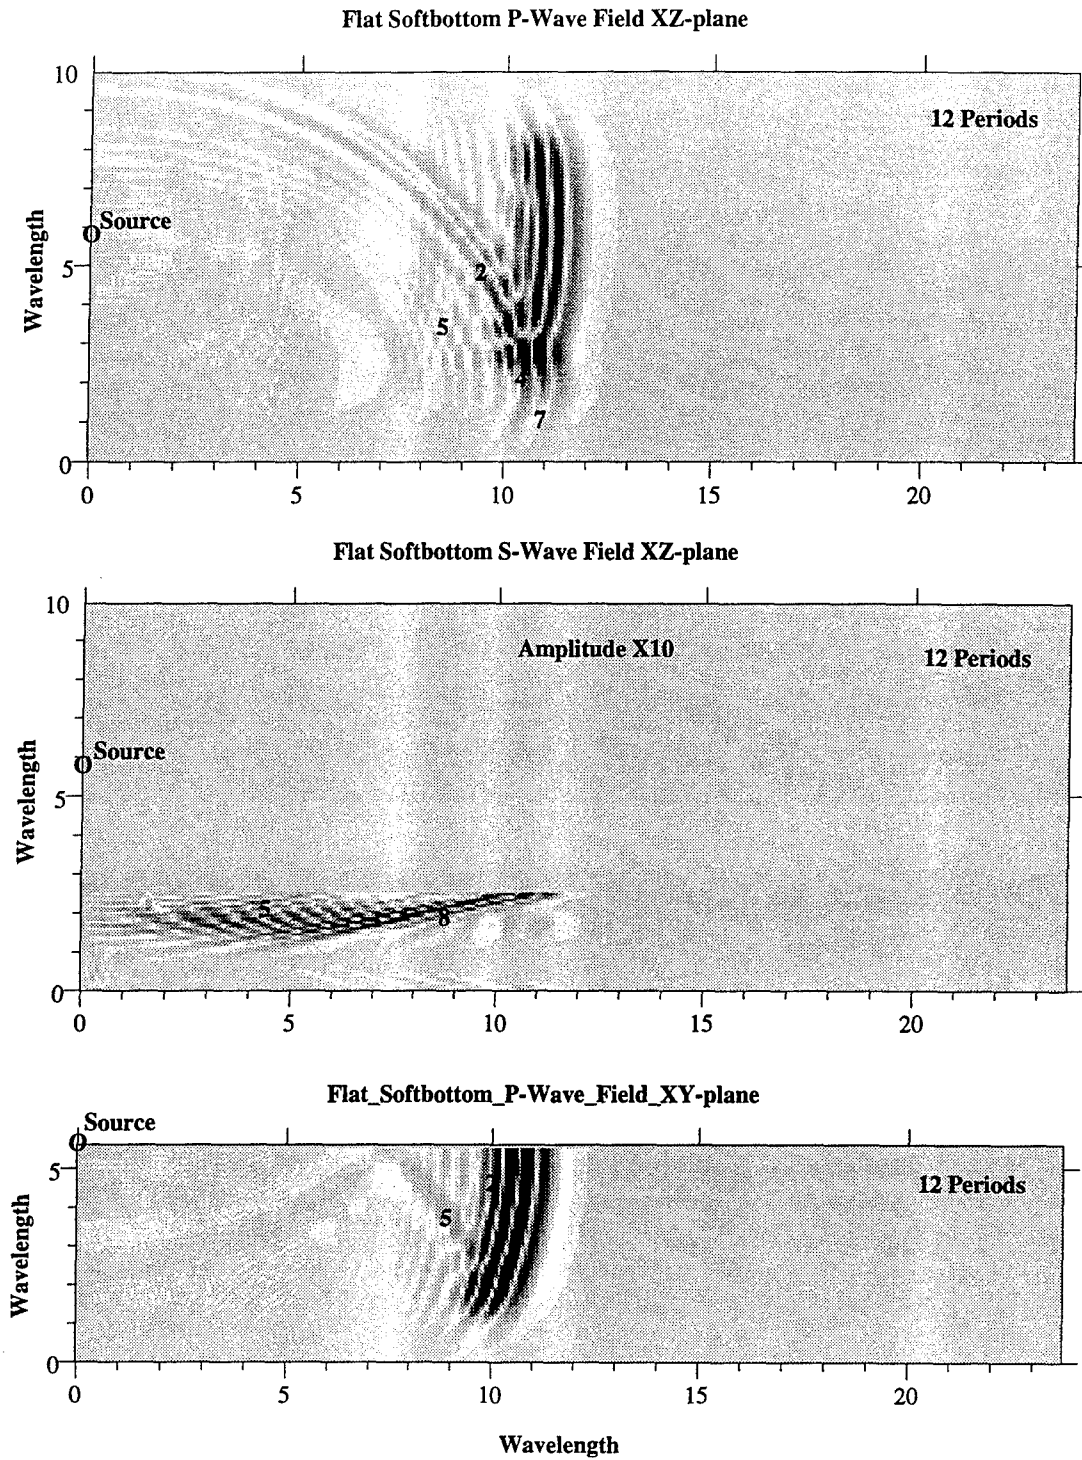 Flat Softbottom P-Wave Field XZ-plane
10
12 Periods
Source
Wavelength
5
2
5
4
7
0
0 5 10 15 20
Flat Softbottom S-Wave Field XZ-plane
10
Amplitude X10
12 Periods
Source
Wavelength
5
5
8
0
0 5 10 15 20
Flat_Softbottom_P-Wave_Field_XY-plane
Source
5
12 Periods
2
5
Wavelength
0
0 5 10 15 20
Wavelength